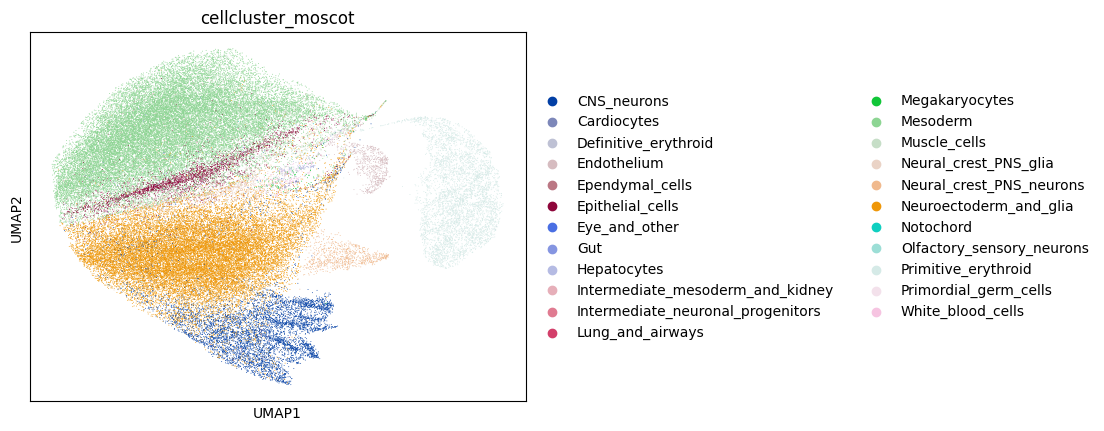 cellcluster_moscot
UMAP2
UMAP1
CNS_neurons
Cardiocytes
Definitive_erythroid
Endothelium
Ependymal_cells
Epithelial_cells
Eye_and_other
Gut
Hepatocytes
Intermediate_mesoderm_and_kidney
Intermediate_neuronal_progenitors
Lung_and_airways
Megakaryocytes
Mesoderm
Muscle_cells
Neural_crest_PNS_glia
Neural_crest_PNS_neurons
Neuroectoderm_and_glia
Notochord
Olfactory_sensory_neurons
Primitive_erythroid
Primordial_germ_cells
White_blood_cells